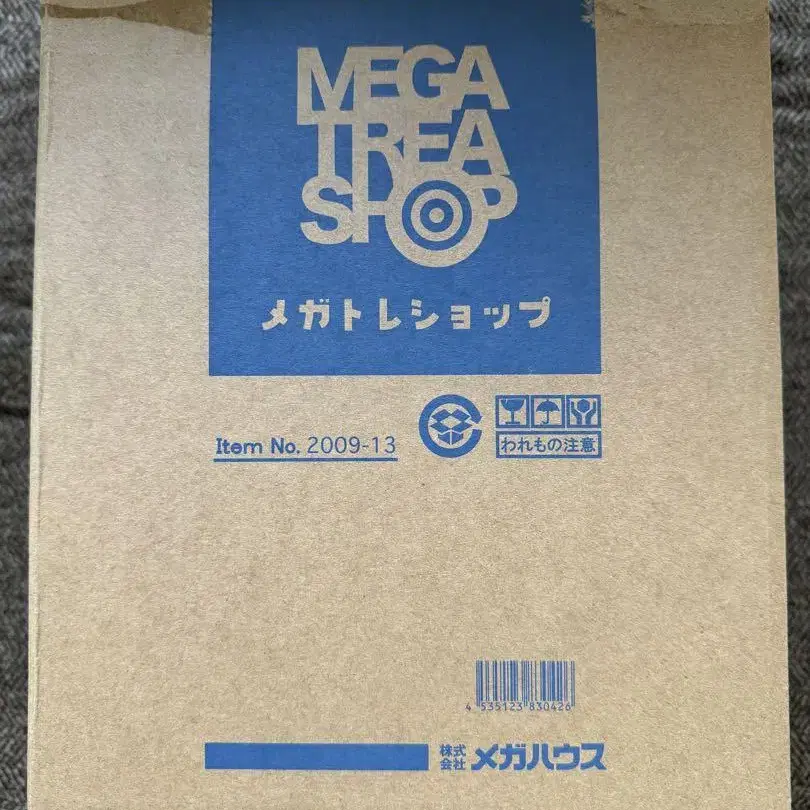 MEGA
TREA
SHOP
メガトレショップ
Item No. 2009-13
われもの注意
4 535123 830426
株式会社 メガハウス